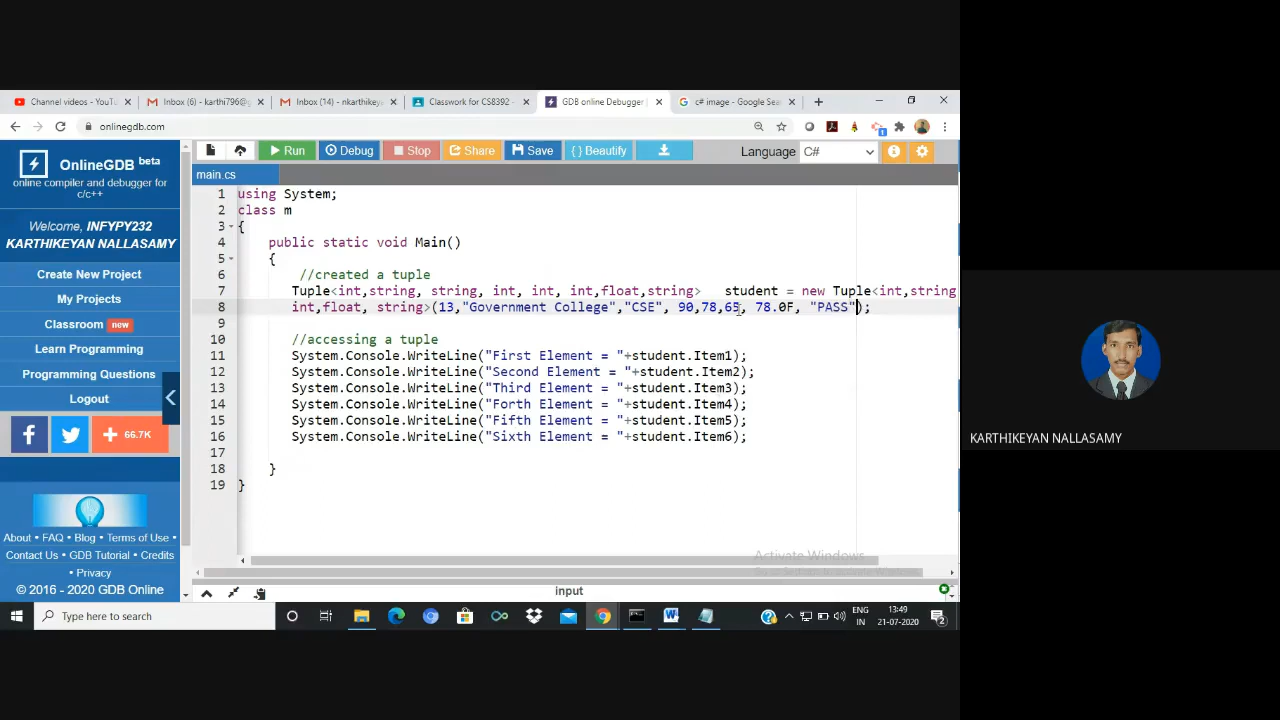 Channel videos - YouTu
Inbox (6) - karthi796@g
Inbox (14) - nkarthikeya
Classwork for CS8392 -
GDB online Debugger |
c# image - Google Sea
onlinegdb.com
OnlineGDB beta
online compiler and debugger for
c/c++
Welcome, INFYPY232
KARTHIKEYAN NALLASAMY
Create New Project
My Projects
Classroom new
Learn Programming
Programming Questions
Logout
66.7K
About • FAQ • Blog • Terms of Use •
Contact Us • GDB Tutorial • Credits
• Privacy
© 2016 - 2020 GDB Online
Run Debug Stop Share Save { } Beautify Language C#
main.cs
1 using System;
2 class m
3 {
4 public static void Main()
5 {
6 //created a tuple
7 Tuple<int,string, string, int, int, int,float,string> student = new Tuple<int,string
8 int,float, string>(13,"Government College","CSE", 90,78,65, 78.0F, "PASS");
9
10 //accessing a tuple
11 System.Console.WriteLine("First Element = "+student.Item1);
12 System.Console.WriteLine("Second Element = "+student.Item2);
13 System.Console.WriteLine("Third Element = "+student.Item3);
14 System.Console.WriteLine("Forth Element = "+student.Item4);
15 System.Console.WriteLine("Fifth Element = "+student.Item5);
16 System.Console.WriteLine("Sixth Element = "+student.Item6);
17
18 }
19 }
Activate Windows
input
Type here to search
ENG
IN
13:49
21-07-2020
2
KARTHIKEYAN NALLASAMY